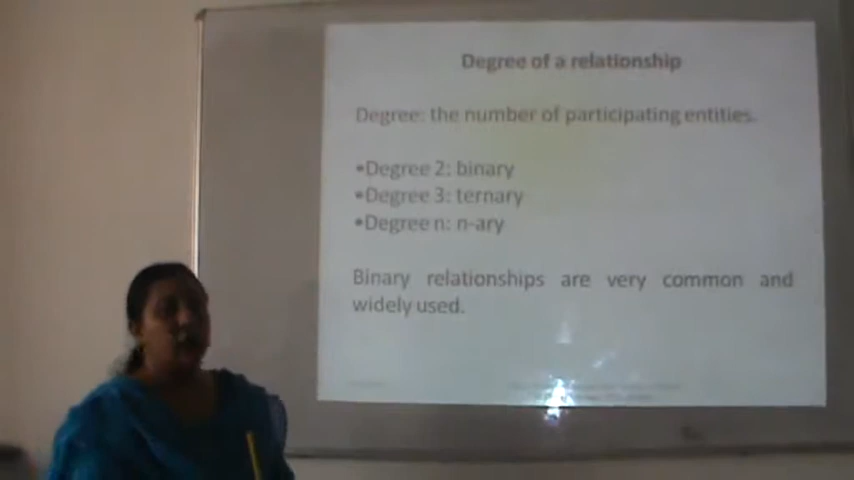 Degree of a relationship
Degree: the number of participating entities.
•Degree 2: binary
•Degree 3: ternary
•Degree n: n-ary
Binary relationships are very common and
widely used.